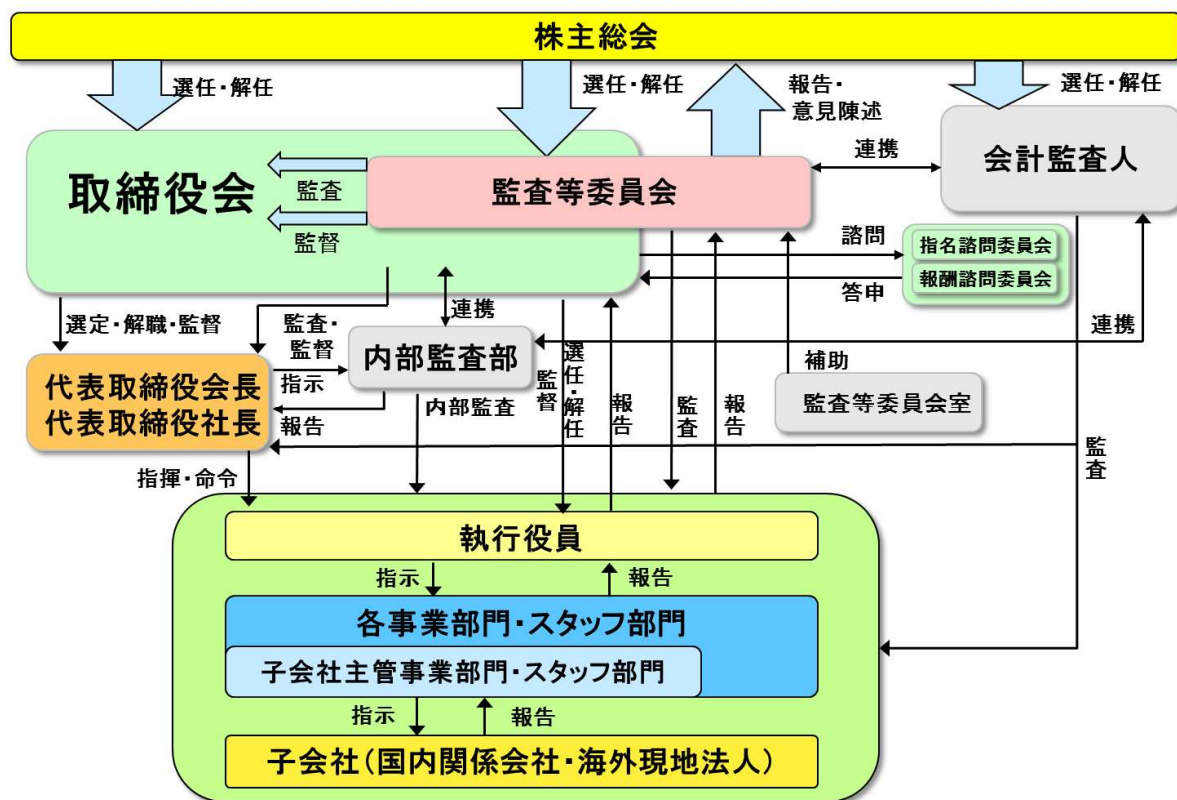 株主総会
選任・解任
選任・解任
報告・
意見陳述
選任・解任
取締役会
監査
監督
監査等委員会
連携
会計監査人
諮問
答申
指名諮問委員会
報酬諮問委員会
選定・解職・監督
監査・
監督
連携
内部監査部
連携
代表取締役会長
代表取締役社長
指示
報告
内部監査
監督
選任・解任
報告
監査
報告
補助
監査等委員会室
監査
指揮・命令
執行役員
指示
報告
各事業部門・スタッフ部門
子会社主管事業部門・スタッフ部門
指示
報告
子会社(国内関係会社・海外現地法人)